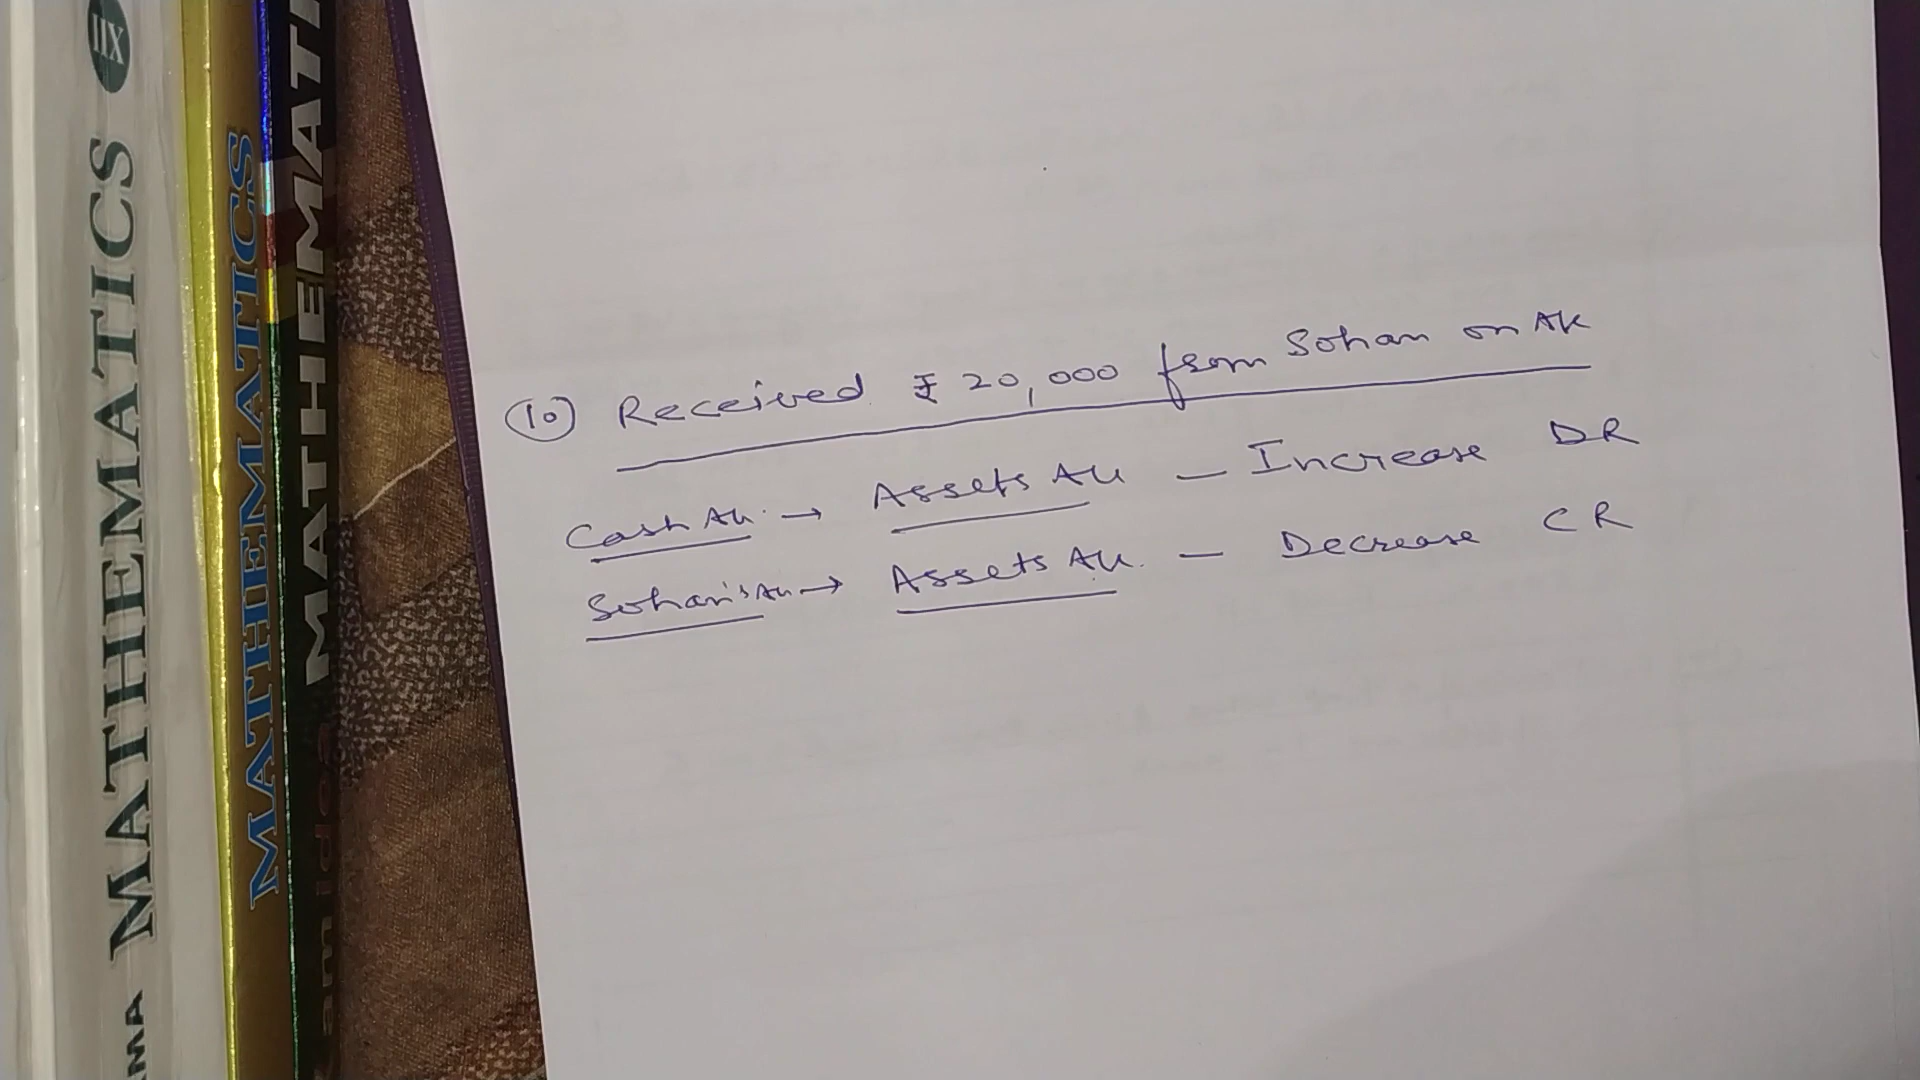 XII
MATHEMATICS
MATHEMATICS
MATHEMATI
10 Received ₹ 20,000 from Sohan on A/c
Cash A/c. → Assets A/c – Increase DR
Sohan's A/c → Assets A/c. – Decrease CR